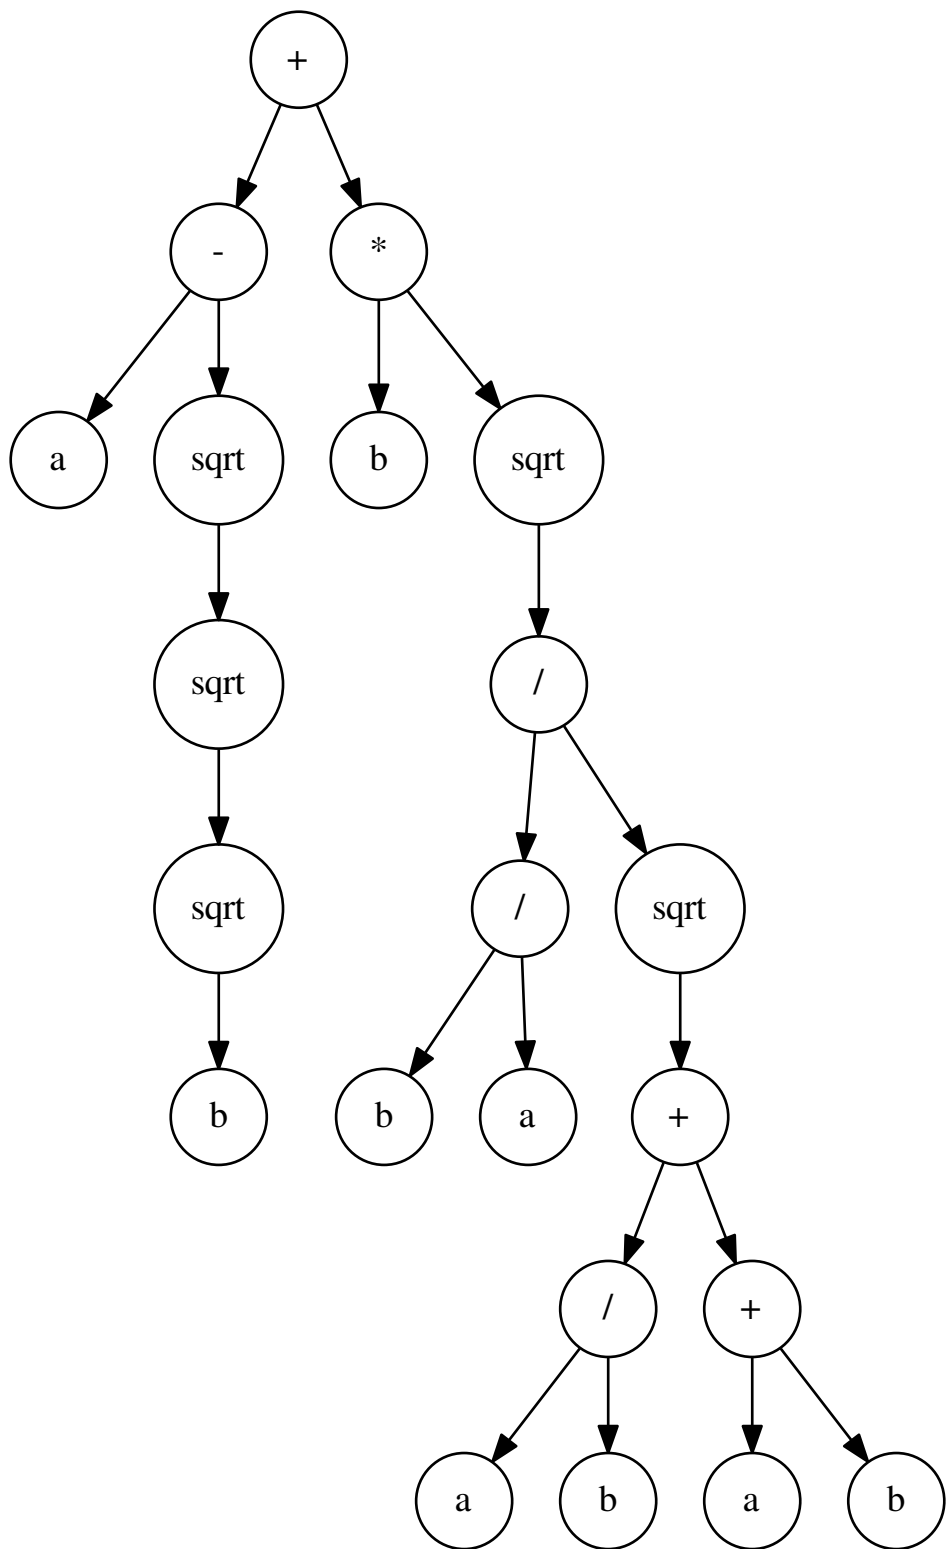 +
- *
a sqrt b sqrt
sqrt /
sqrt / sqrt
b b a +
/ +
a b a b